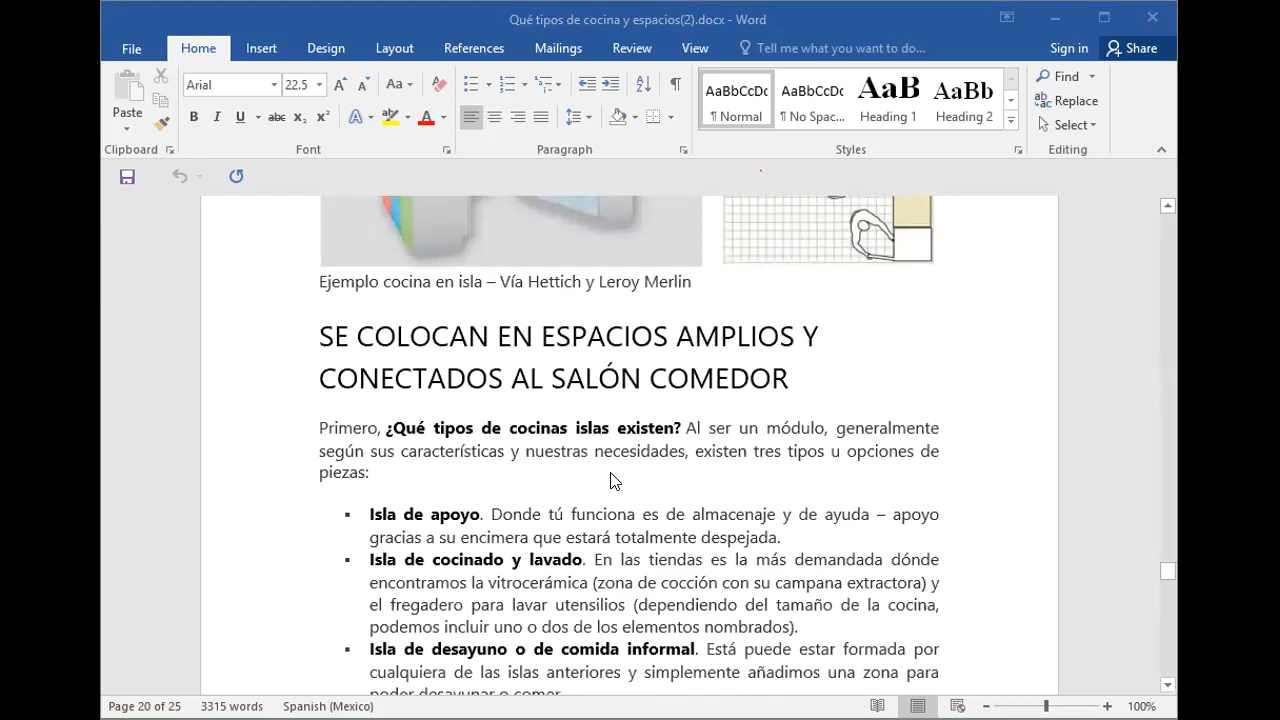 Qué tipos de cocina y espacios(2).docx - Word
File Home Insert Design Layout References Mailings Review View Tell me what you want to do... Sign in Share
Paste
Clipboard
Arial 22.5
Font
Paragraph
AaBbCcDc AaBbCcDc AaB AaBb
¶ Normal ¶ No Spac... Heading 1 Heading 2
Styles
Find
Replace
Select
Editing
Ejemplo cocina en isla – Vía Hettich y Leroy Merlin
SE COLOCAN EN ESPACIOS AMPLIOS Y
CONECTADOS AL SALÓN COMEDOR
Primero, ¿Qué tipos de cocinas islas existen? Al ser un módulo, generalmente
según sus características y nuestras necesidades, existen tres tipos u opciones de
piezas:
▪ Isla de apoyo. Donde tú funciona es de almacenaje y de ayuda – apoyo
gracias a su encimera que estará totalmente despejada.
▪ Isla de cocinado y lavado. En las tiendas es la más demandada dónde
encontramos la vitrocerámica (zona de cocción con su campana extractora) y
el fregadero para lavar utensilios (dependiendo del tamaño de la cocina,
podemos incluir uno o dos de los elementos nombrados).
▪ Isla de desayuno o de comida informal. Está puede estar formada por
cualquiera de las islas anteriores y simplemente añadimos una zona para
poder desayunar o comer.
Page 20 of 25 3315 words Spanish (Mexico) 100%